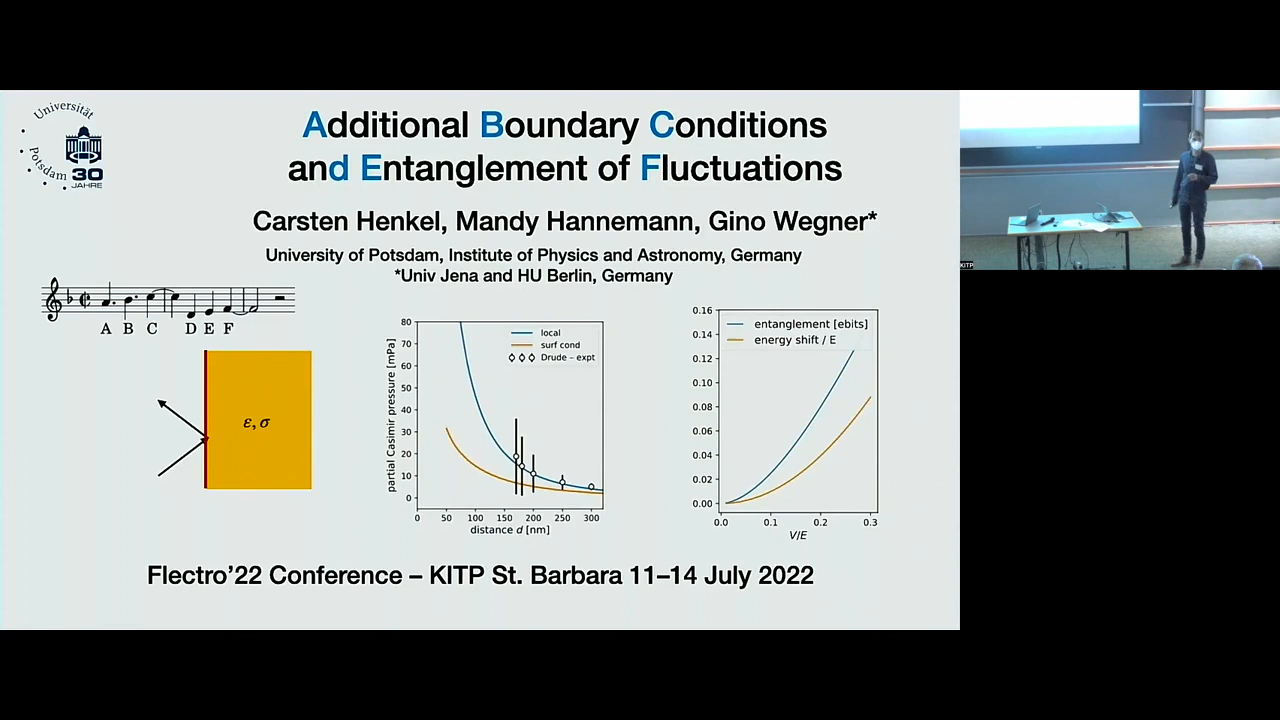 Universität
Potsdam
30
JAHRE
Additional Boundary Conditions
and Entanglement of Fluctuations
Carsten Henkel, Mandy Hannemann, Gino Wegner*
University of Potsdam, Institute of Physics and Astronomy, Germany
*Univ Jena and HU Berlin, Germany
A B C D E F
ε, σ
partial Casimir pressure [mPa]
80
70
60
50
40
30
20
10
0
local
surf cond
Drude – expt
0 50 100 150 200 250 300
distance d [nm]
0.16
0.14
0.12
0.10
0.08
0.06
0.04
0.02
0.00
entanglement [ebits]
energy shift / E
0.0 0.1 0.2 0.3
V/E
Flectro’22 Conference – KITP St. Barbara 11–14 July 2022
KITP